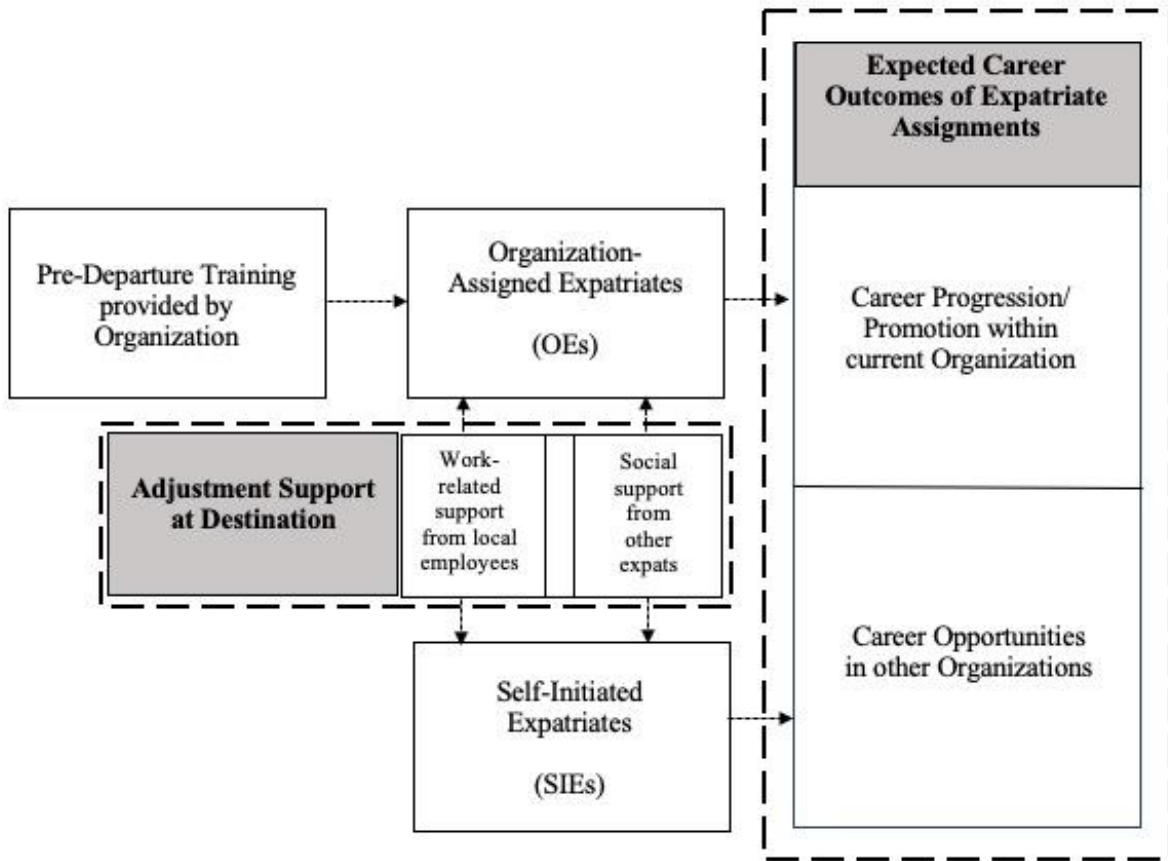 Pre-Departure Training
provided by
Organization
Organization-
Assigned Expatriates
(OEs)
Adjustment Support
at Destination
Work-
related
support
from local
employees
Social
support
from
other
expats
Self-Initiated
Expatriates
(SIEs)
Expected Career
Outcomes of Expatriate
Assignments
Career Progression/
Promotion within
current Organization
Career Opportunities
in other Organizations